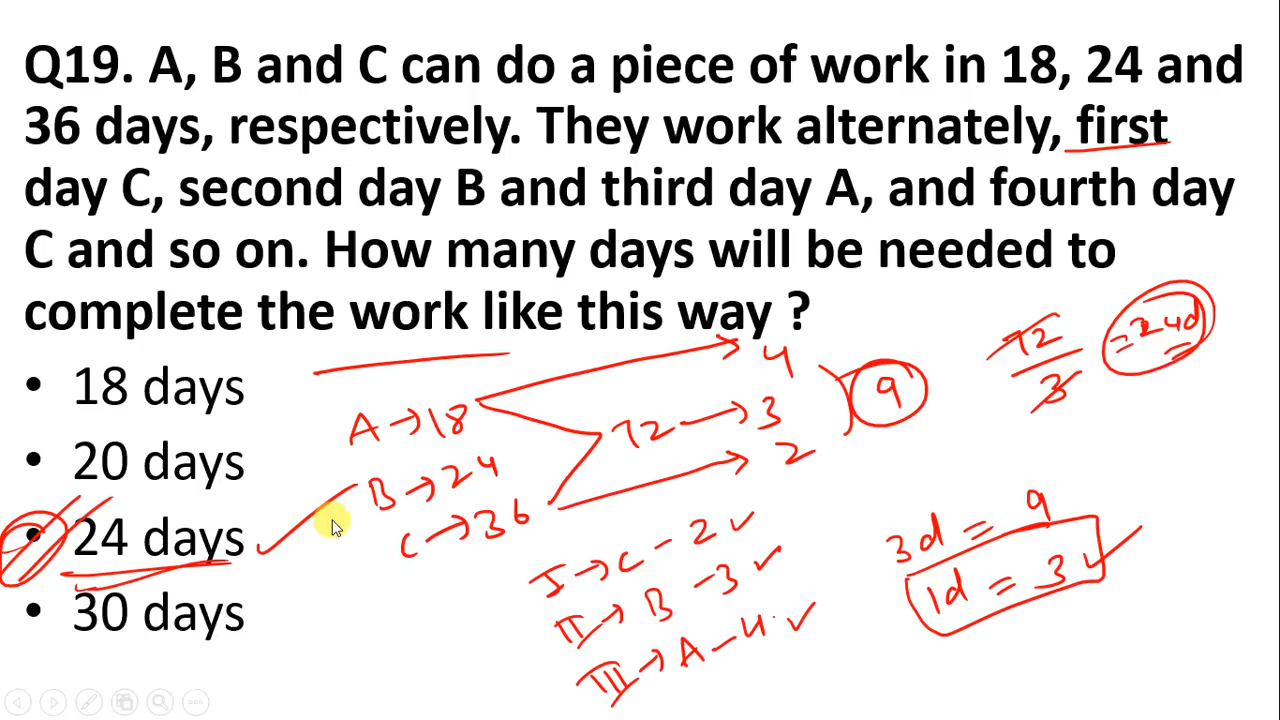 Q19. A, B and C can do a piece of work in 18, 24 and
36 days, respectively. They work alternately, first
day C, second day B and third day A, and fourth day
C and so on. How many days will be needed to
complete the work like this way ?
• 18 days
• 20 days
• 24 days
• 30 days
A → 18
B → 24
C → 36
72
4
3
2
9
72/3 = 24d
I → C - 2 ✓
II → B - 3 ✓
III → A - 4 ✓
3d = 9
1d = 3 ✓